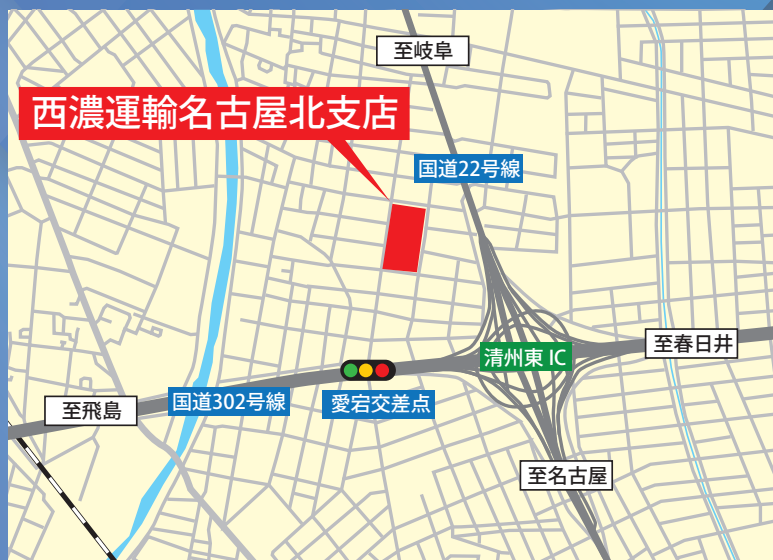 至岐阜
西濃運輸名古屋北支店
国道22号線
至春日井
清州東 IC
国道302号線
愛宕交差点
至飛島
至名古屋